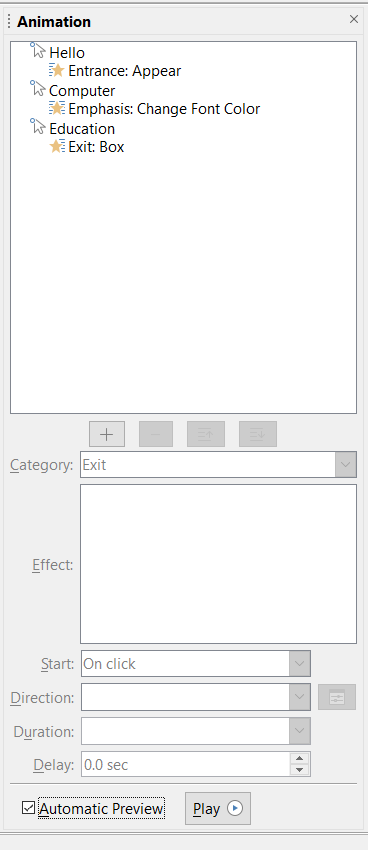 Animation
Hello
Entrance: Appear
Computer
Emphasis: Change Font Color
Education
Exit: Box
Category: Exit
Effect:
Start: On click
Direction:
Duration:
Delay: 0.0 sec
Automatic Preview Play